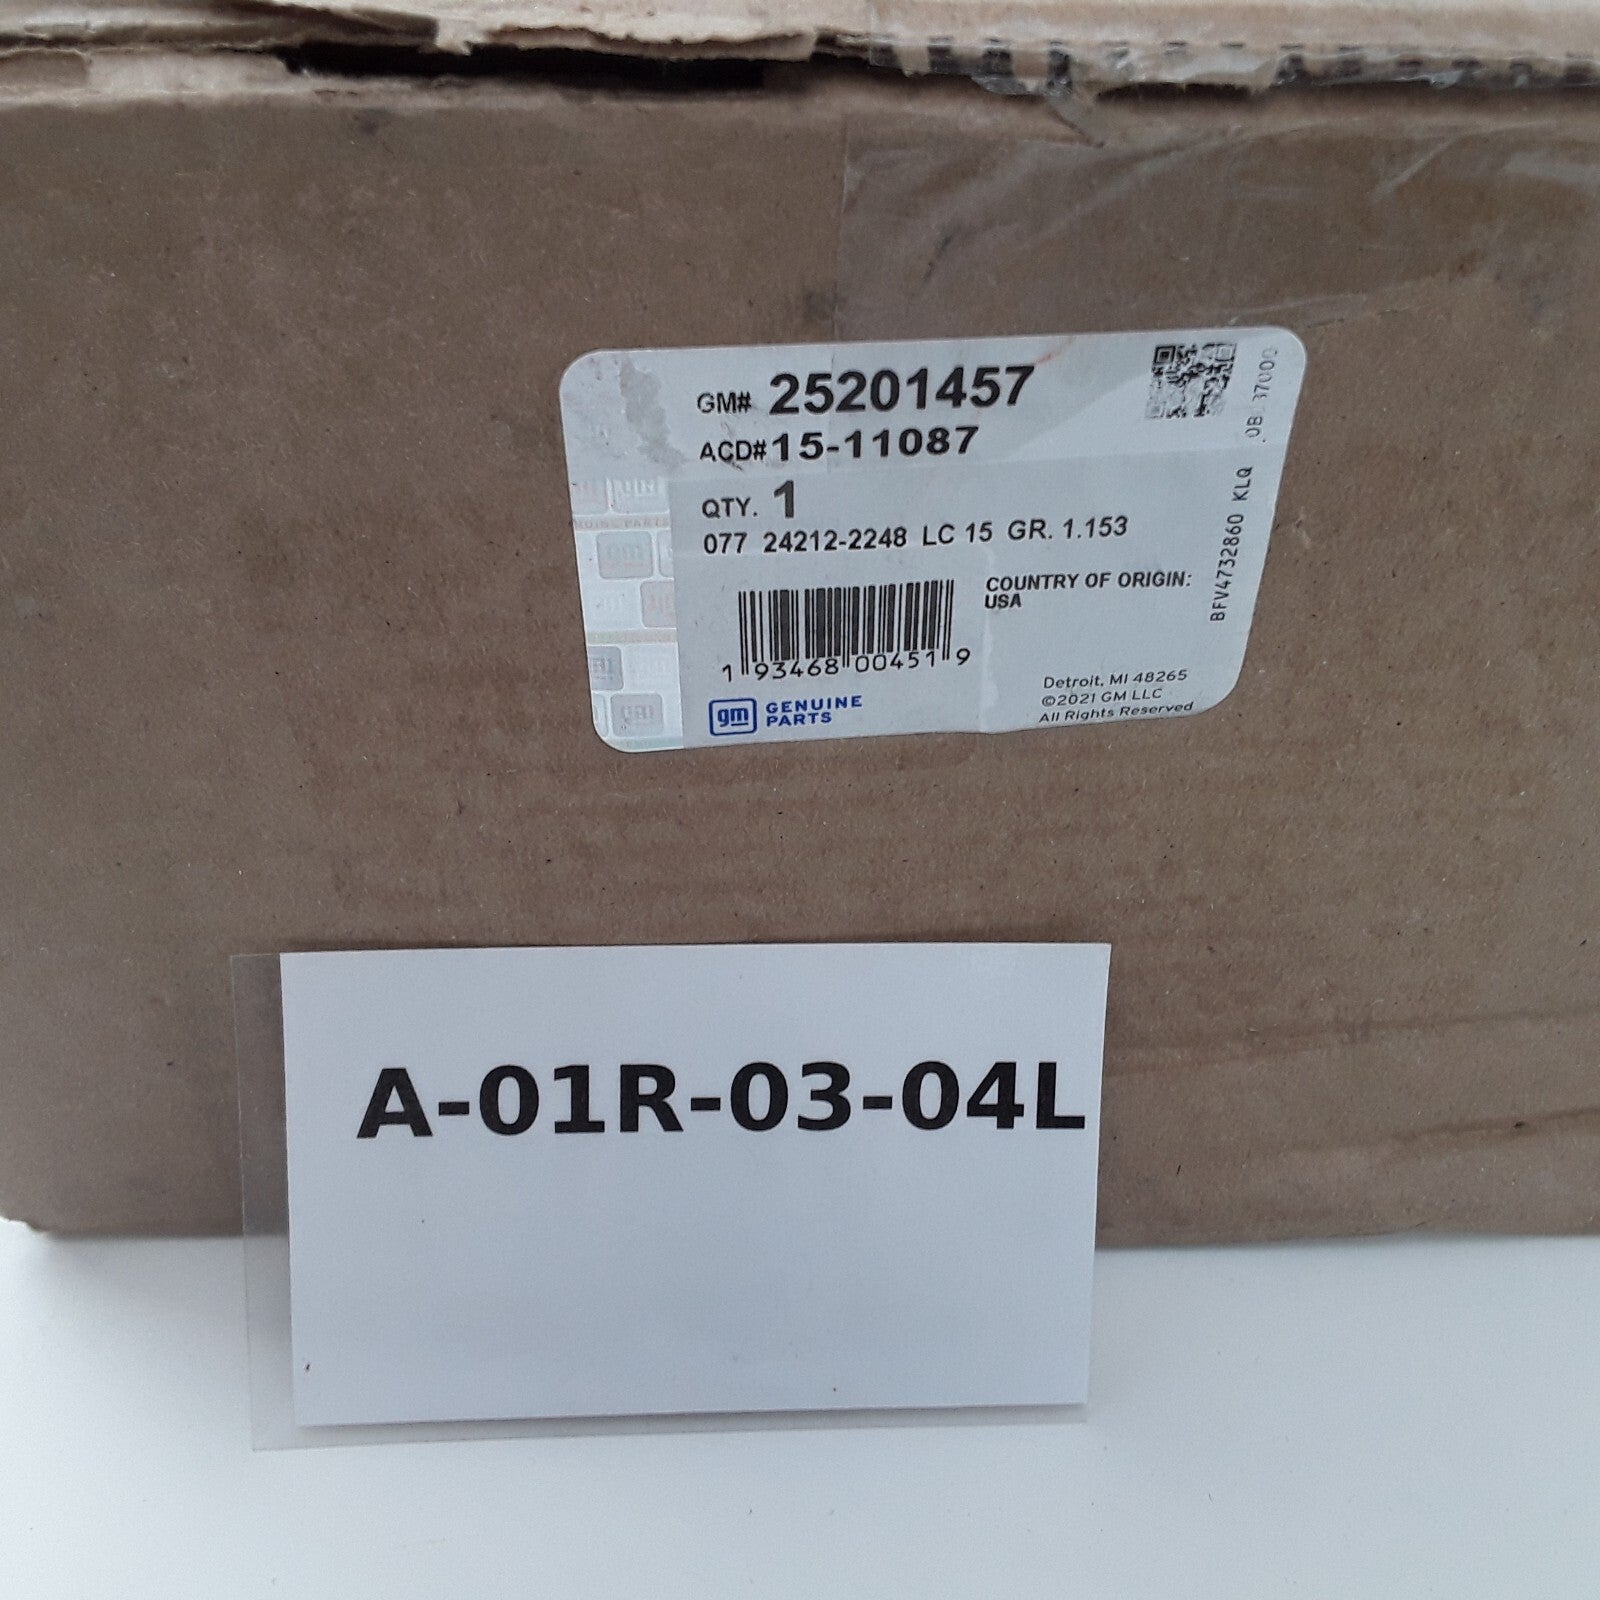 GM# 25201457
ACD# 15-11087
QTY. 1
077 24212-2248 LC 15 GR. 1.153
COUNTRY OF ORIGIN:
USA
1 93468 00451 9
gm GENUINE
PARTS
Detroit, MI 48265
©2021 GM LLC
All Rights Reserved
BFV4732860 KLQ
A-01R-03-04L